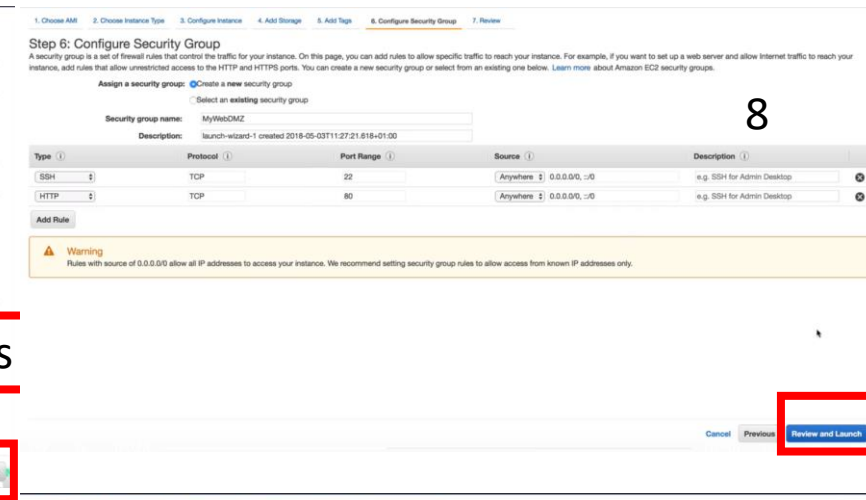 1. Choose AMI 2. Choose Instance Type 3. Configure Instance 4. Add Storage 5. Add Tags 6. Configure Security Group 7. Review
Step 6: Configure Security Group
A security group is a set of firewall rules that control the traffic for your instance. On this page, you can add rules to allow specific traffic to reach your instance. For example, if you want to set up a web server and allow Internet traffic to reach your
instance, add rules that allow unrestricted access to the HTTP and HTTPS ports. You can create a new security group or select from an existing one below. Learn more about Amazon EC2 security groups.
Assign a security group: Create a new security group
Select an existing security group
Security group name: MyWebDMZ
8
Description: launch-wizard-1 created 2018-05-03T11:27:21.618+01:00
Type Protocol Port Range Source Description
SSH TCP 22 Anywhere 0.0.0.0/0, ::/0 e.g. SSH for Admin Desktop
HTTP TCP 80 Anywhere 0.0.0.0/0, ::/0 e.g. SSH for Admin Desktop
Add Rule
Warning
Rules with source of 0.0.0.0/0 allow all IP addresses to access your instance. We recommend setting security group rules to allow access from known IP addresses only.
s
Cancel Previous Review and Launch